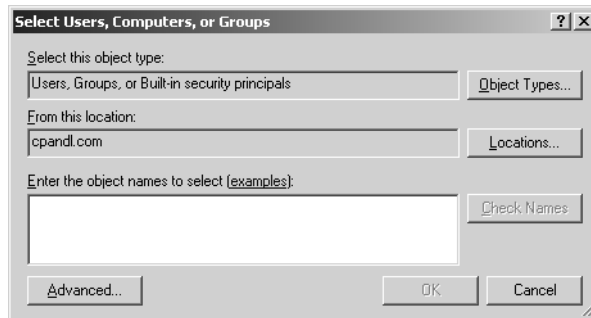 Select Users, Computers, or Groups
Select this object type:
Users, Groups, or Built-in security principals
Object Types...
From this location:
cpandl.com
Locations...
Enter the object names to select (examples):
Check Names
Advanced...
OK
Cancel